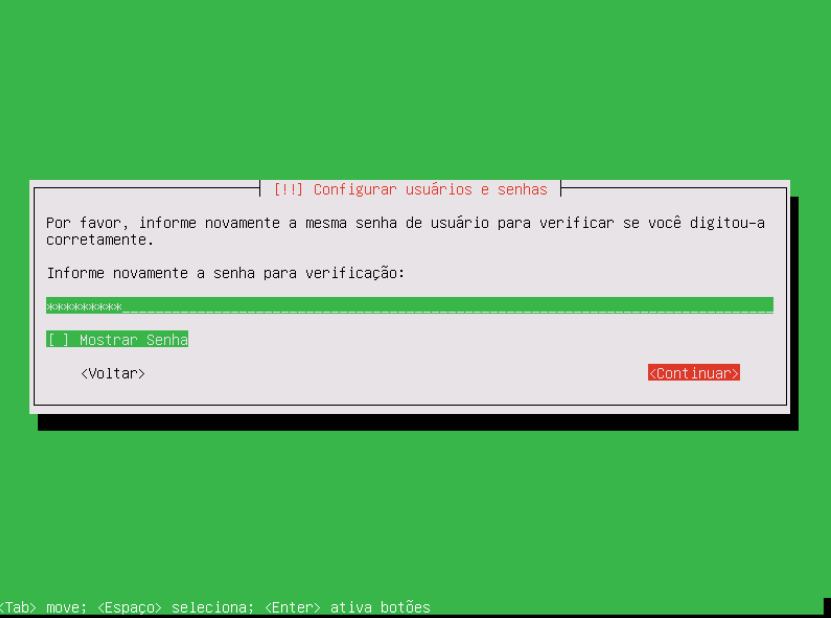 [!!] Configurar usuários e senhas
Por favor, informe novamente a mesma senha de usuário para verificar se você digitou-a
corretamente.
Informe novamente a senha para verificação:
*********
[ ] Mostrar Senha
<Voltar> <Continuar>
<Tab> move; <Espaço> seleciona; <Enter> ativa botões